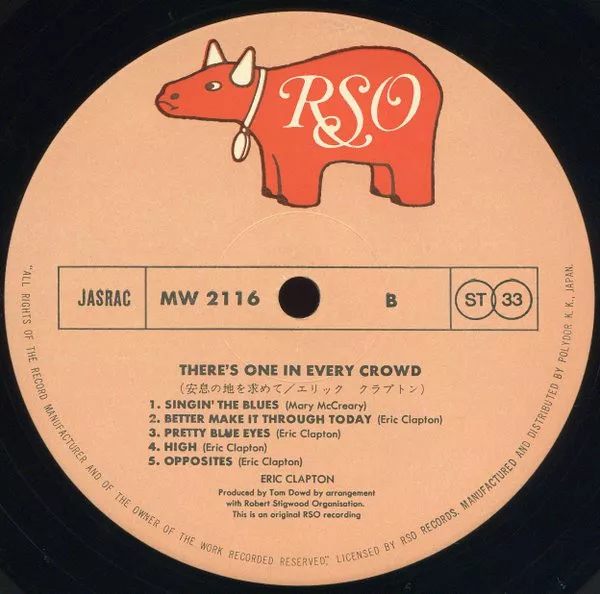 RSO
JASRAC
MW 2116
B
ST 33
THERE'S ONE IN EVERY CROWD
(安息の地を求めて/エリック クラプトン)
1. SINGIN' THE BLUES (Mary McCreary)
2. BETTER MAKE IT THROUGH TODAY (Eric Clapton)
3. PRETTY BLUE EYES (Eric Clapton)
4. HIGH (Eric Clapton)
5. OPPOSITES (Eric Clapton)
ERIC CLAPTON
Produced by Tom Dowd by arrangement
with Robert Stigwood Organisation.
This is an original RSO recording
"ALL RIGHTS OF THE RECORD MANUFACTURER AND OF THE OWNER OF THE WORK RECORDED RESERVED", LICENSED BY RSO RECORDS. MANUFACTURED AND DISTRIBUTED BY POLYDOR K. K., JAPAN.